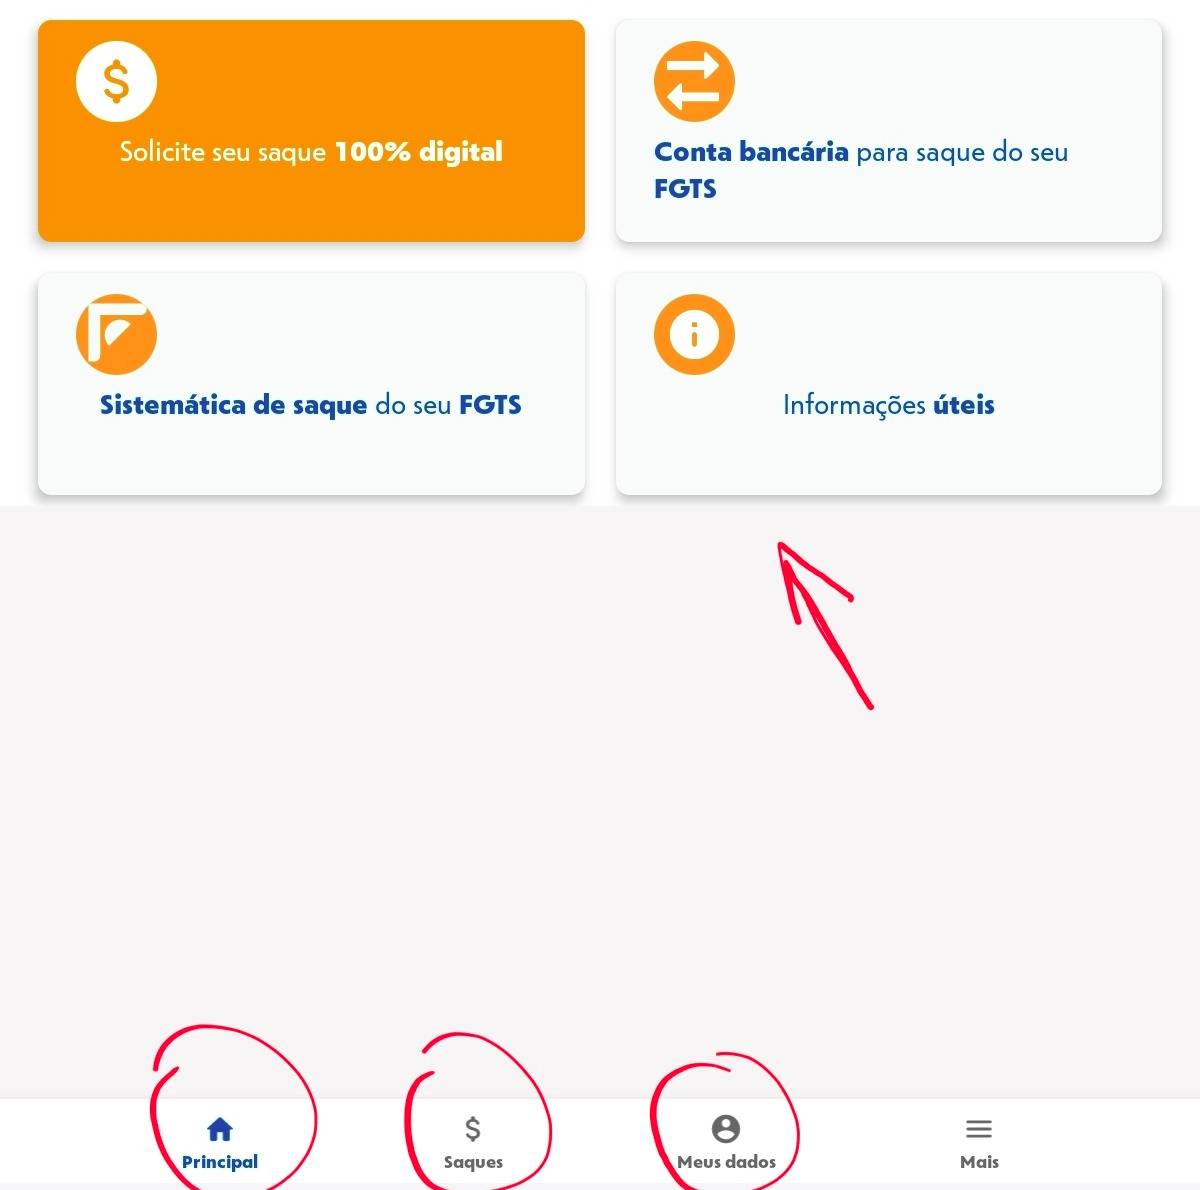 Solicite seu saque 100% digital
Conta bancária para saque do seu
FGTS
Sistemática de saque do seu FGTS
Informações úteis
Principal
Saques
Meus dados
Mais